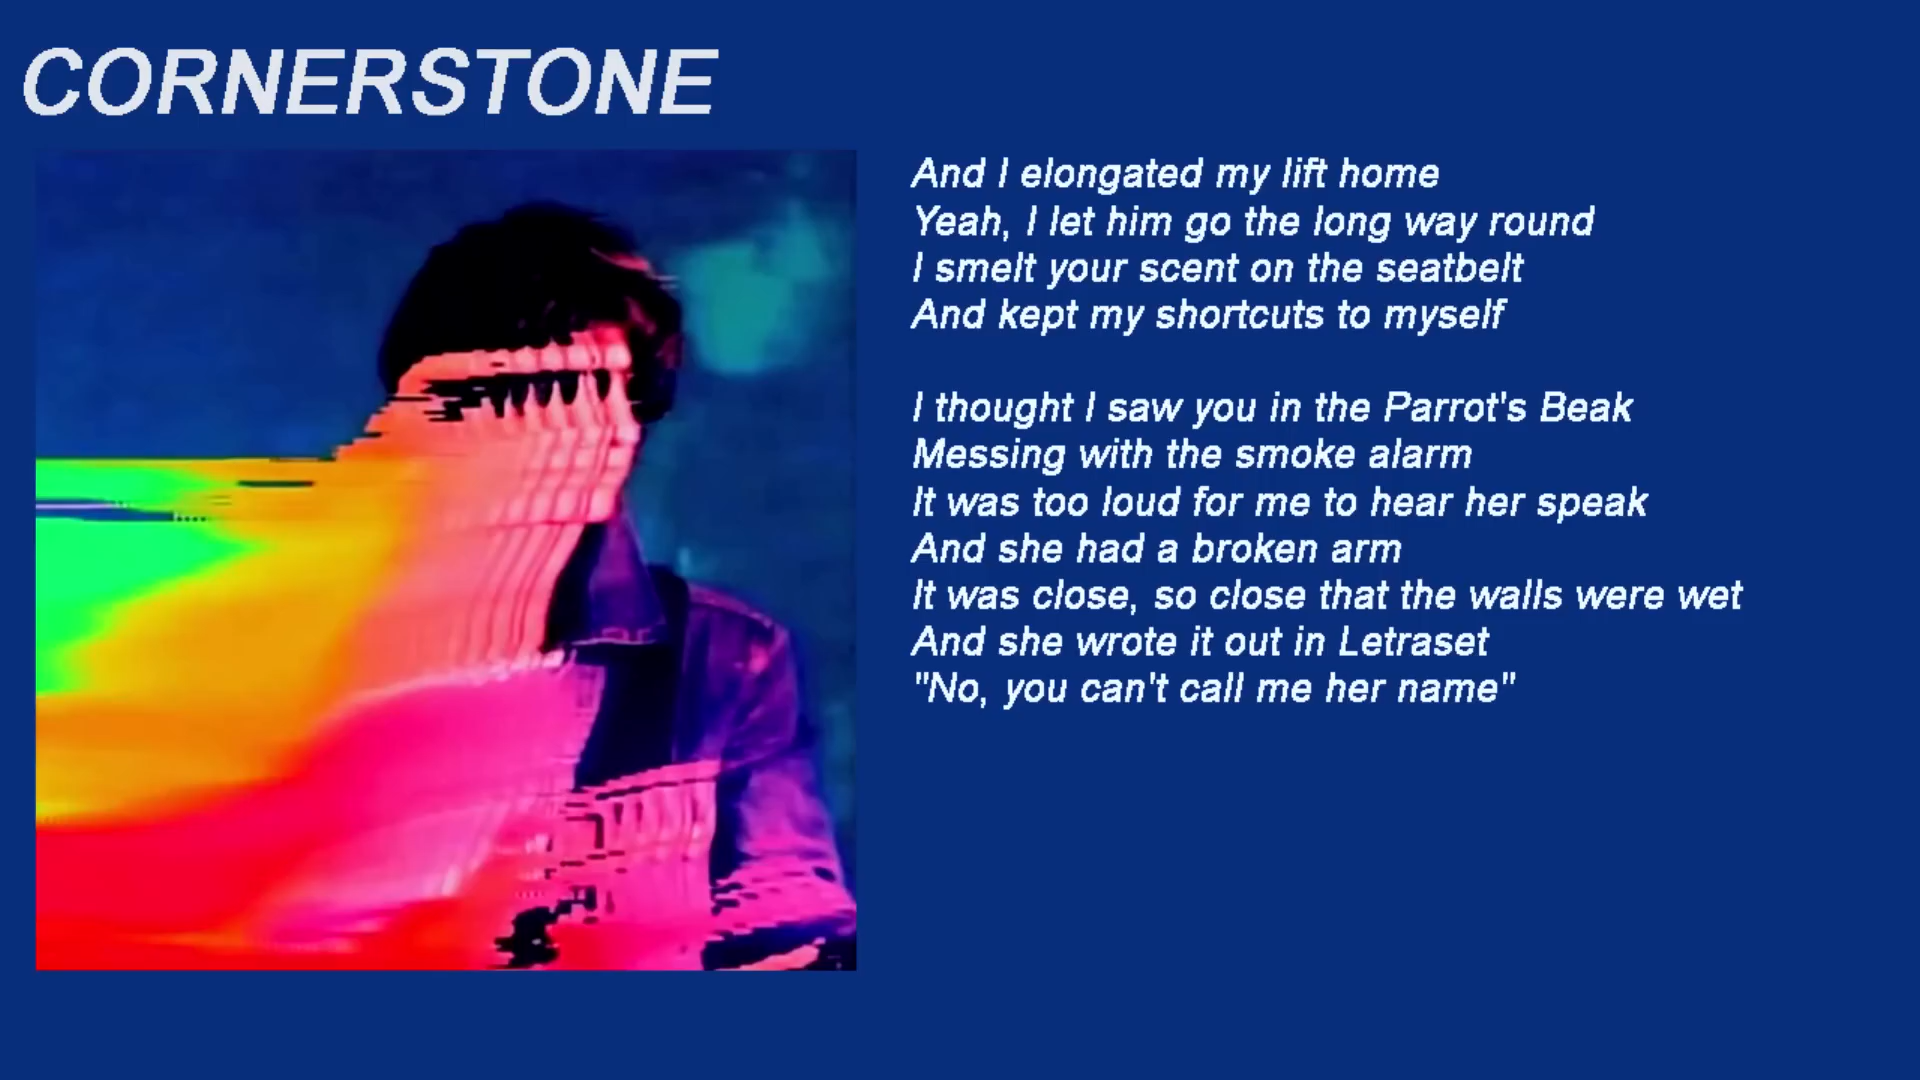 CORNERSTONE
And I elongated my lift home
Yeah, I let him go the long way round
I smelt your scent on the seatbelt
And kept my shortcuts to myself
I thought I saw you in the Parrot's Beak
Messing with the smoke alarm
It was too loud for me to hear her speak
And she had a broken arm
It was close, so close that the walls were wet
And she wrote it out in Letraset
"No, you can't call me her name"